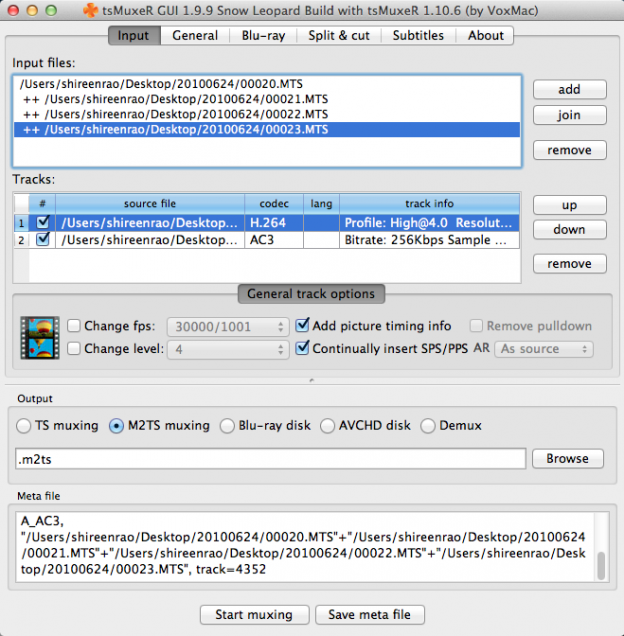 tsMuxeR GUI 1.9.9 Snow Leopard Build with tsMuxeR 1.10.6 (by VoxMac)
Input General Blu-ray Split & cut Subtitles About
Input files:
/Users/shireenrao/Desktop/20100624/00020.MTS
++ /Users/shireenrao/Desktop/20100624/00021.MTS
++ /Users/shireenrao/Desktop/20100624/00022.MTS
++ /Users/shireenrao/Desktop/20100624/00023.MTS
add
join
remove
Tracks:
# source file codec lang track info
1 /Users/shireenrao/Desktop... H.264 Profile: High@4.0 Resolut...
2 /Users/shireenrao/Desktop... AC3 Bitrate: 256Kbps Sample ...
up
down
remove
General track options
Change fps: 30000/1001 Add picture timing info Remove pulldown
Change level: 4 Continually insert SPS/PPS AR As source
Output
TS muxing M2TS muxing Blu-ray disk AVCHD disk Demux
.m2ts Browse
Meta file
A_AC3,
"/Users/shireenrao/Desktop/20100624/00020.MTS"+"/Users/shireenrao/Desktop/20100624
/00021.MTS"+"/Users/shireenrao/Desktop/20100624/00022.MTS"+"/Users/shireenrao/Desk
top/20100624/00023.MTS", track=4352
Start muxing Save meta file